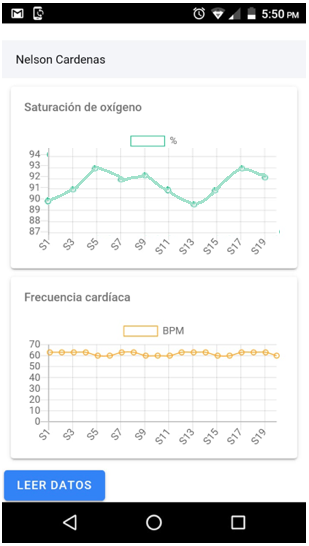 5:50 PM
Nelson Cardenas
Saturación de oxígeno
%
94
93
92
91
90
89
88
87
S1 S3 S5 S7 S9 S11 S13 S15 S17 S19
Frecuencia cardíaca
BPM
70
60
50
40
30
20
10
0
S1 S3 S5 S7 S9 S11 S13 S15 S17 S19
LEER DATOS